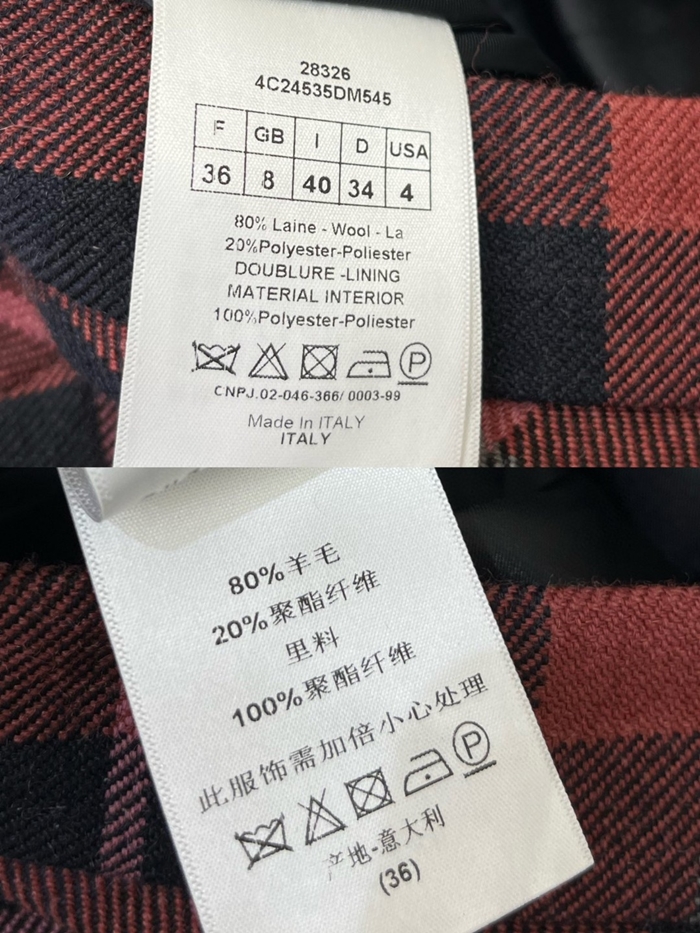 28326
4C24535DM545
F GB I D USA
36 8 40 34 4
80% Laine - Wool - La
20%Polyester-Poliester
DOUBLURE -LINING
MATERIAL INTERIOR
100%Polyester-Poliester
P
CNPJ.02-046-366/ 0003-99
Made In ITALY
ITALY
80%羊毛
20%聚酯纤维
里料
100%聚酯纤维
此服饰需加倍小心处理
P
产地-意大利
(36)